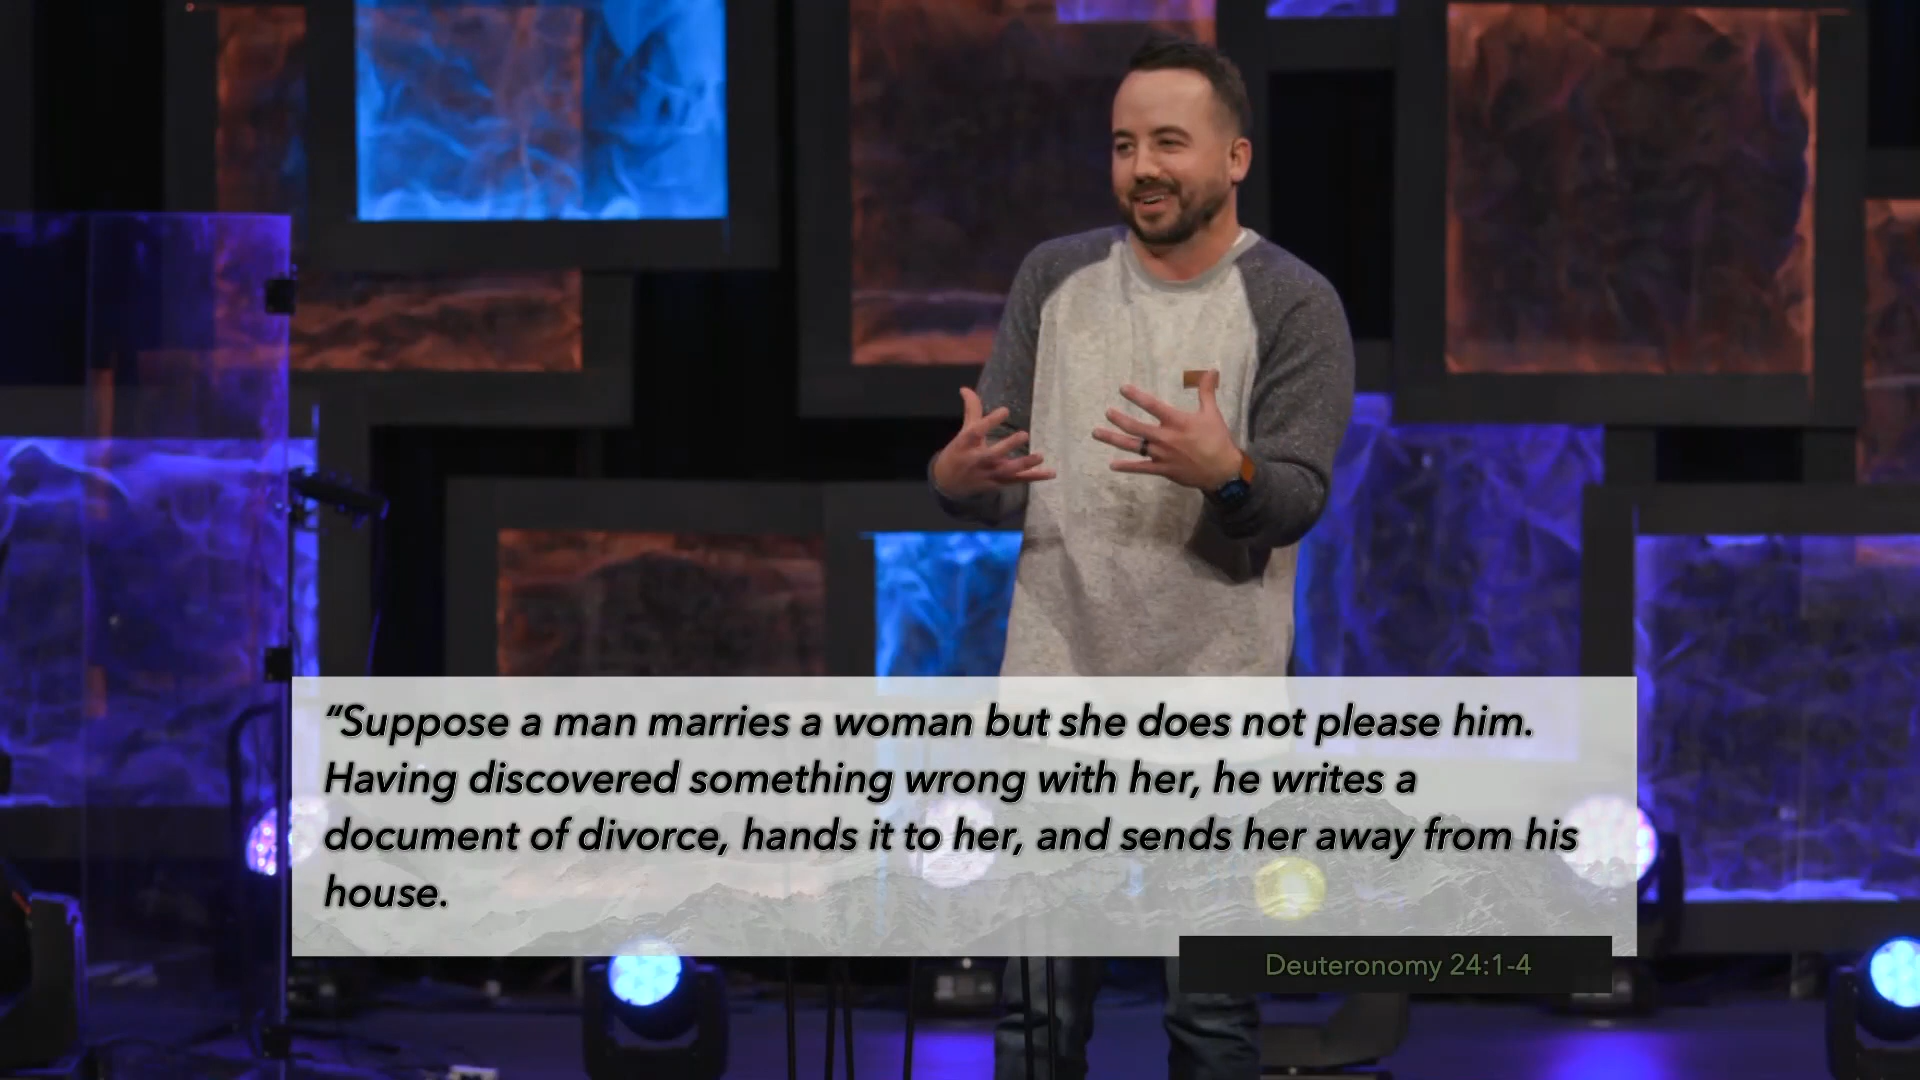 “Suppose a man marries a woman but she does not please him.
Having discovered something wrong with her, he writes a
document of divorce, hands it to her, and sends her away from his
house.
Deuteronomy 24:1-4